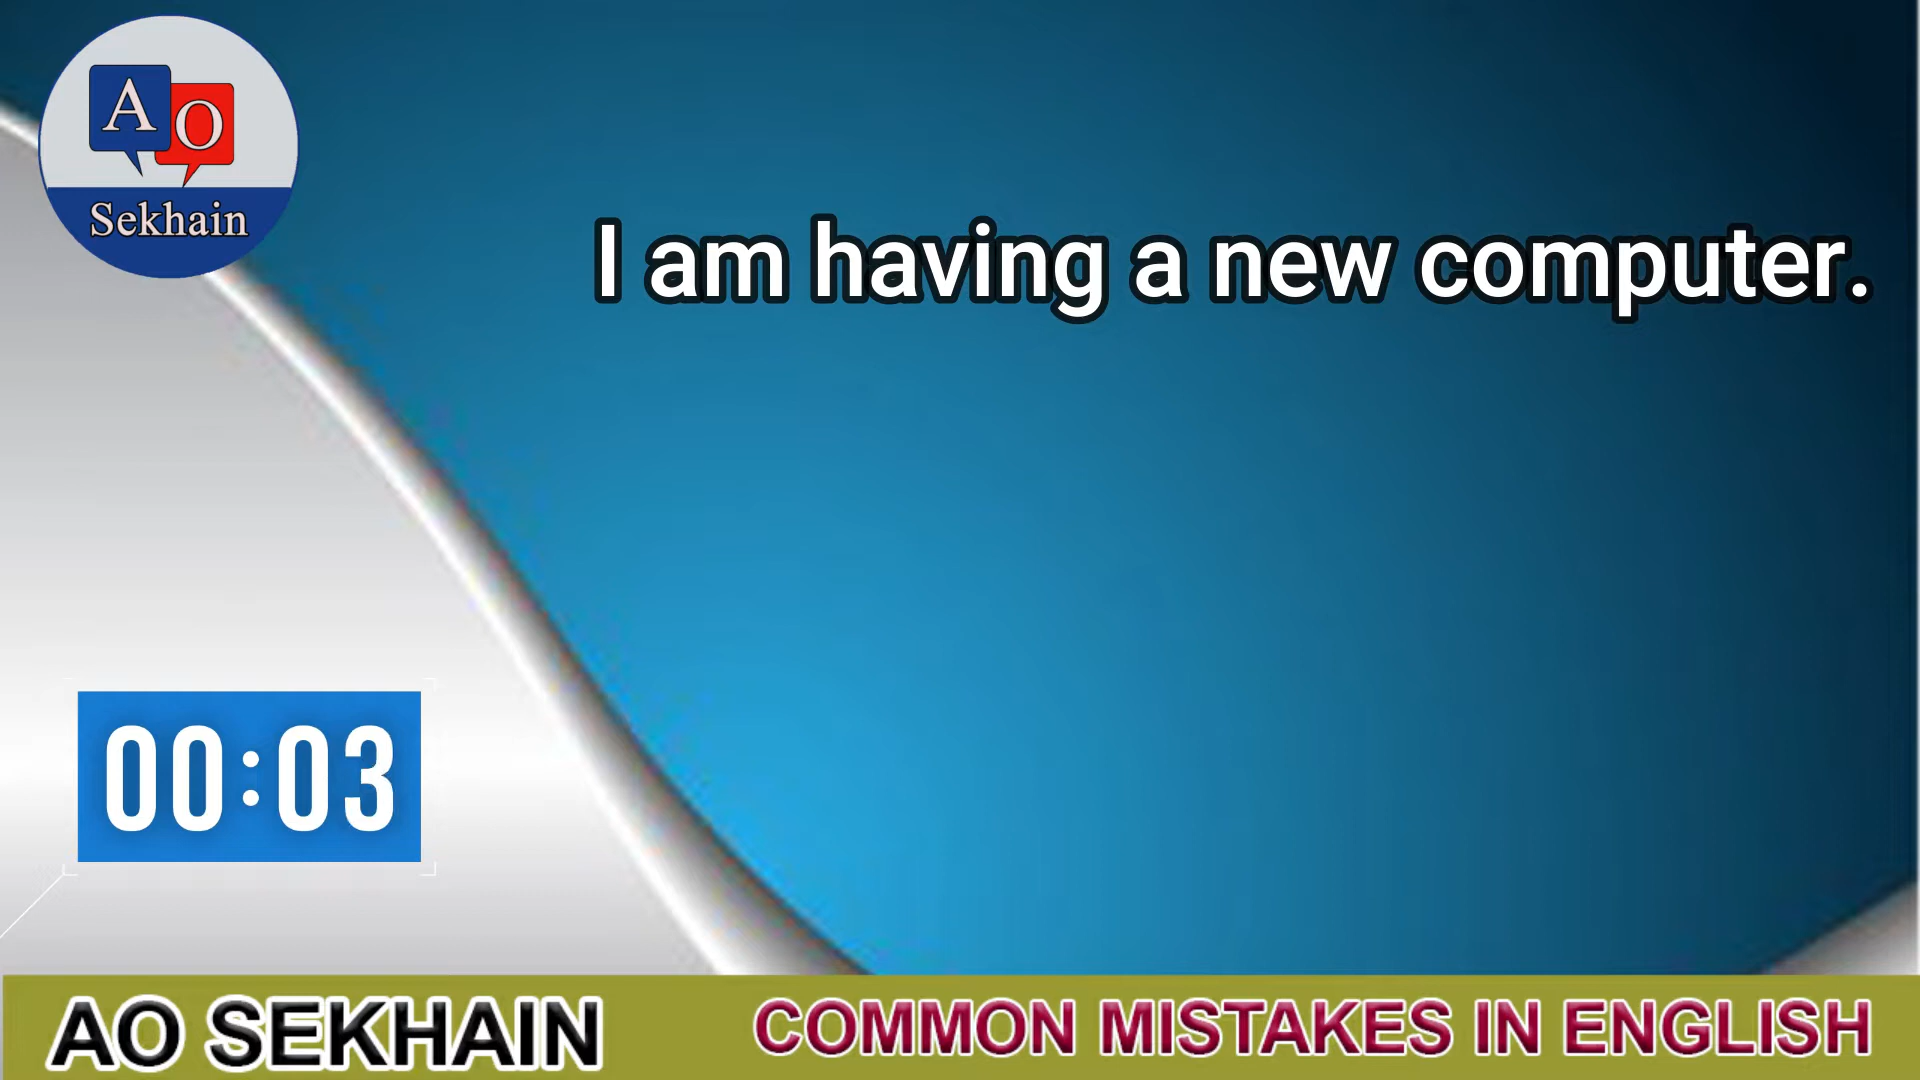 A O
Sekhain
I am having a new computer.
00:03
AO SEKHAIN
COMMON MISTAKES IN ENGLISH